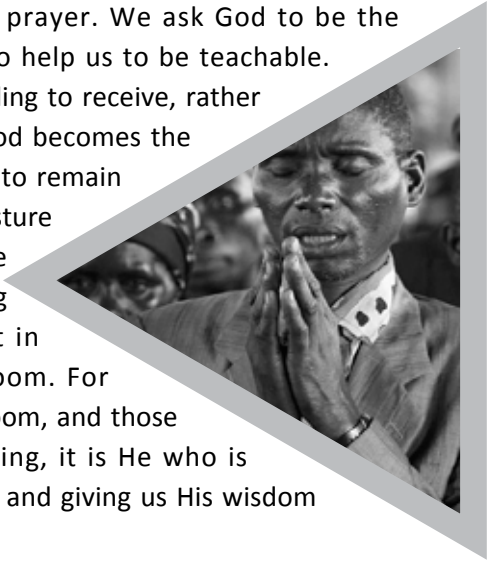 prayer. We ask God to be the
o help us to be teachable.
ling to receive, rather
od becomes the
to remain
sture
e
g
t in
oom. For
om, and those
ing, it is He who is
and giving us His wisdom